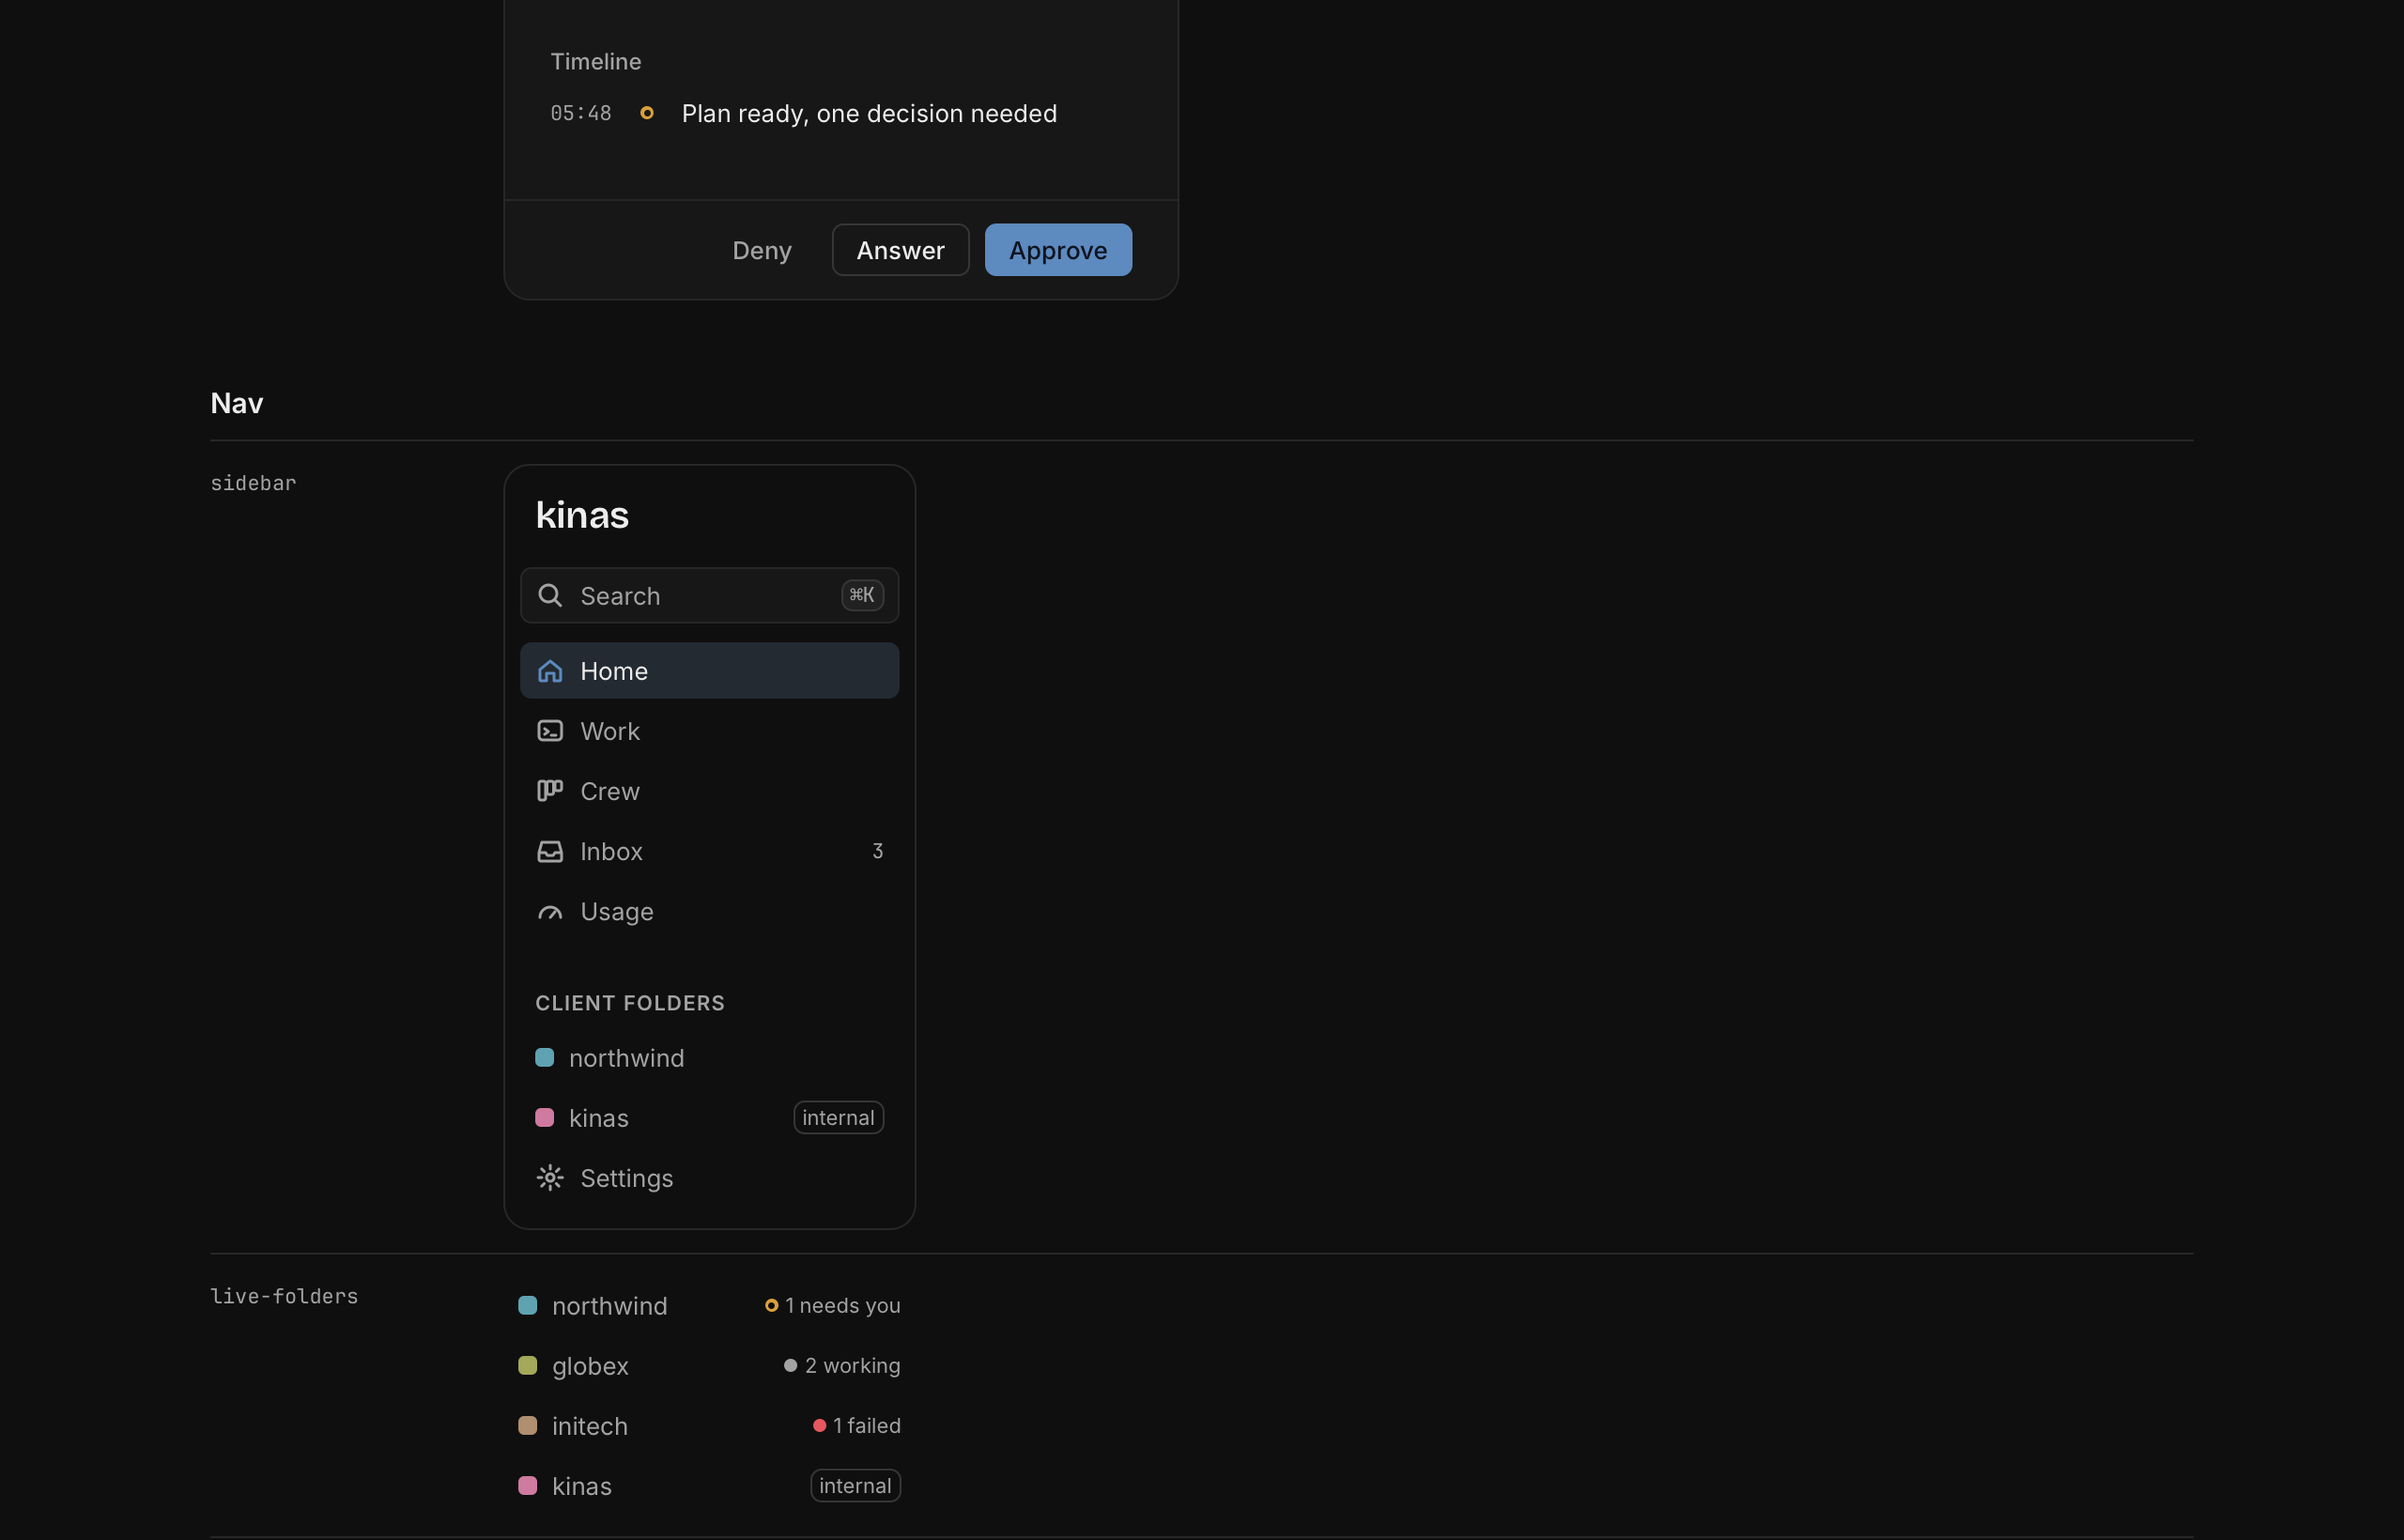 Timeline
05:48 Plan ready, one decision needed
Deny Answer Approve
Nav
sidebar
kinas
Search ⌘K
Home
Work
Crew
Inbox 3
Usage
CLIENT FOLDERS
northwind
kinas internal
Settings
live-folders
northwind 1 needs you
globex 2 working
initech 1 failed
kinas internal